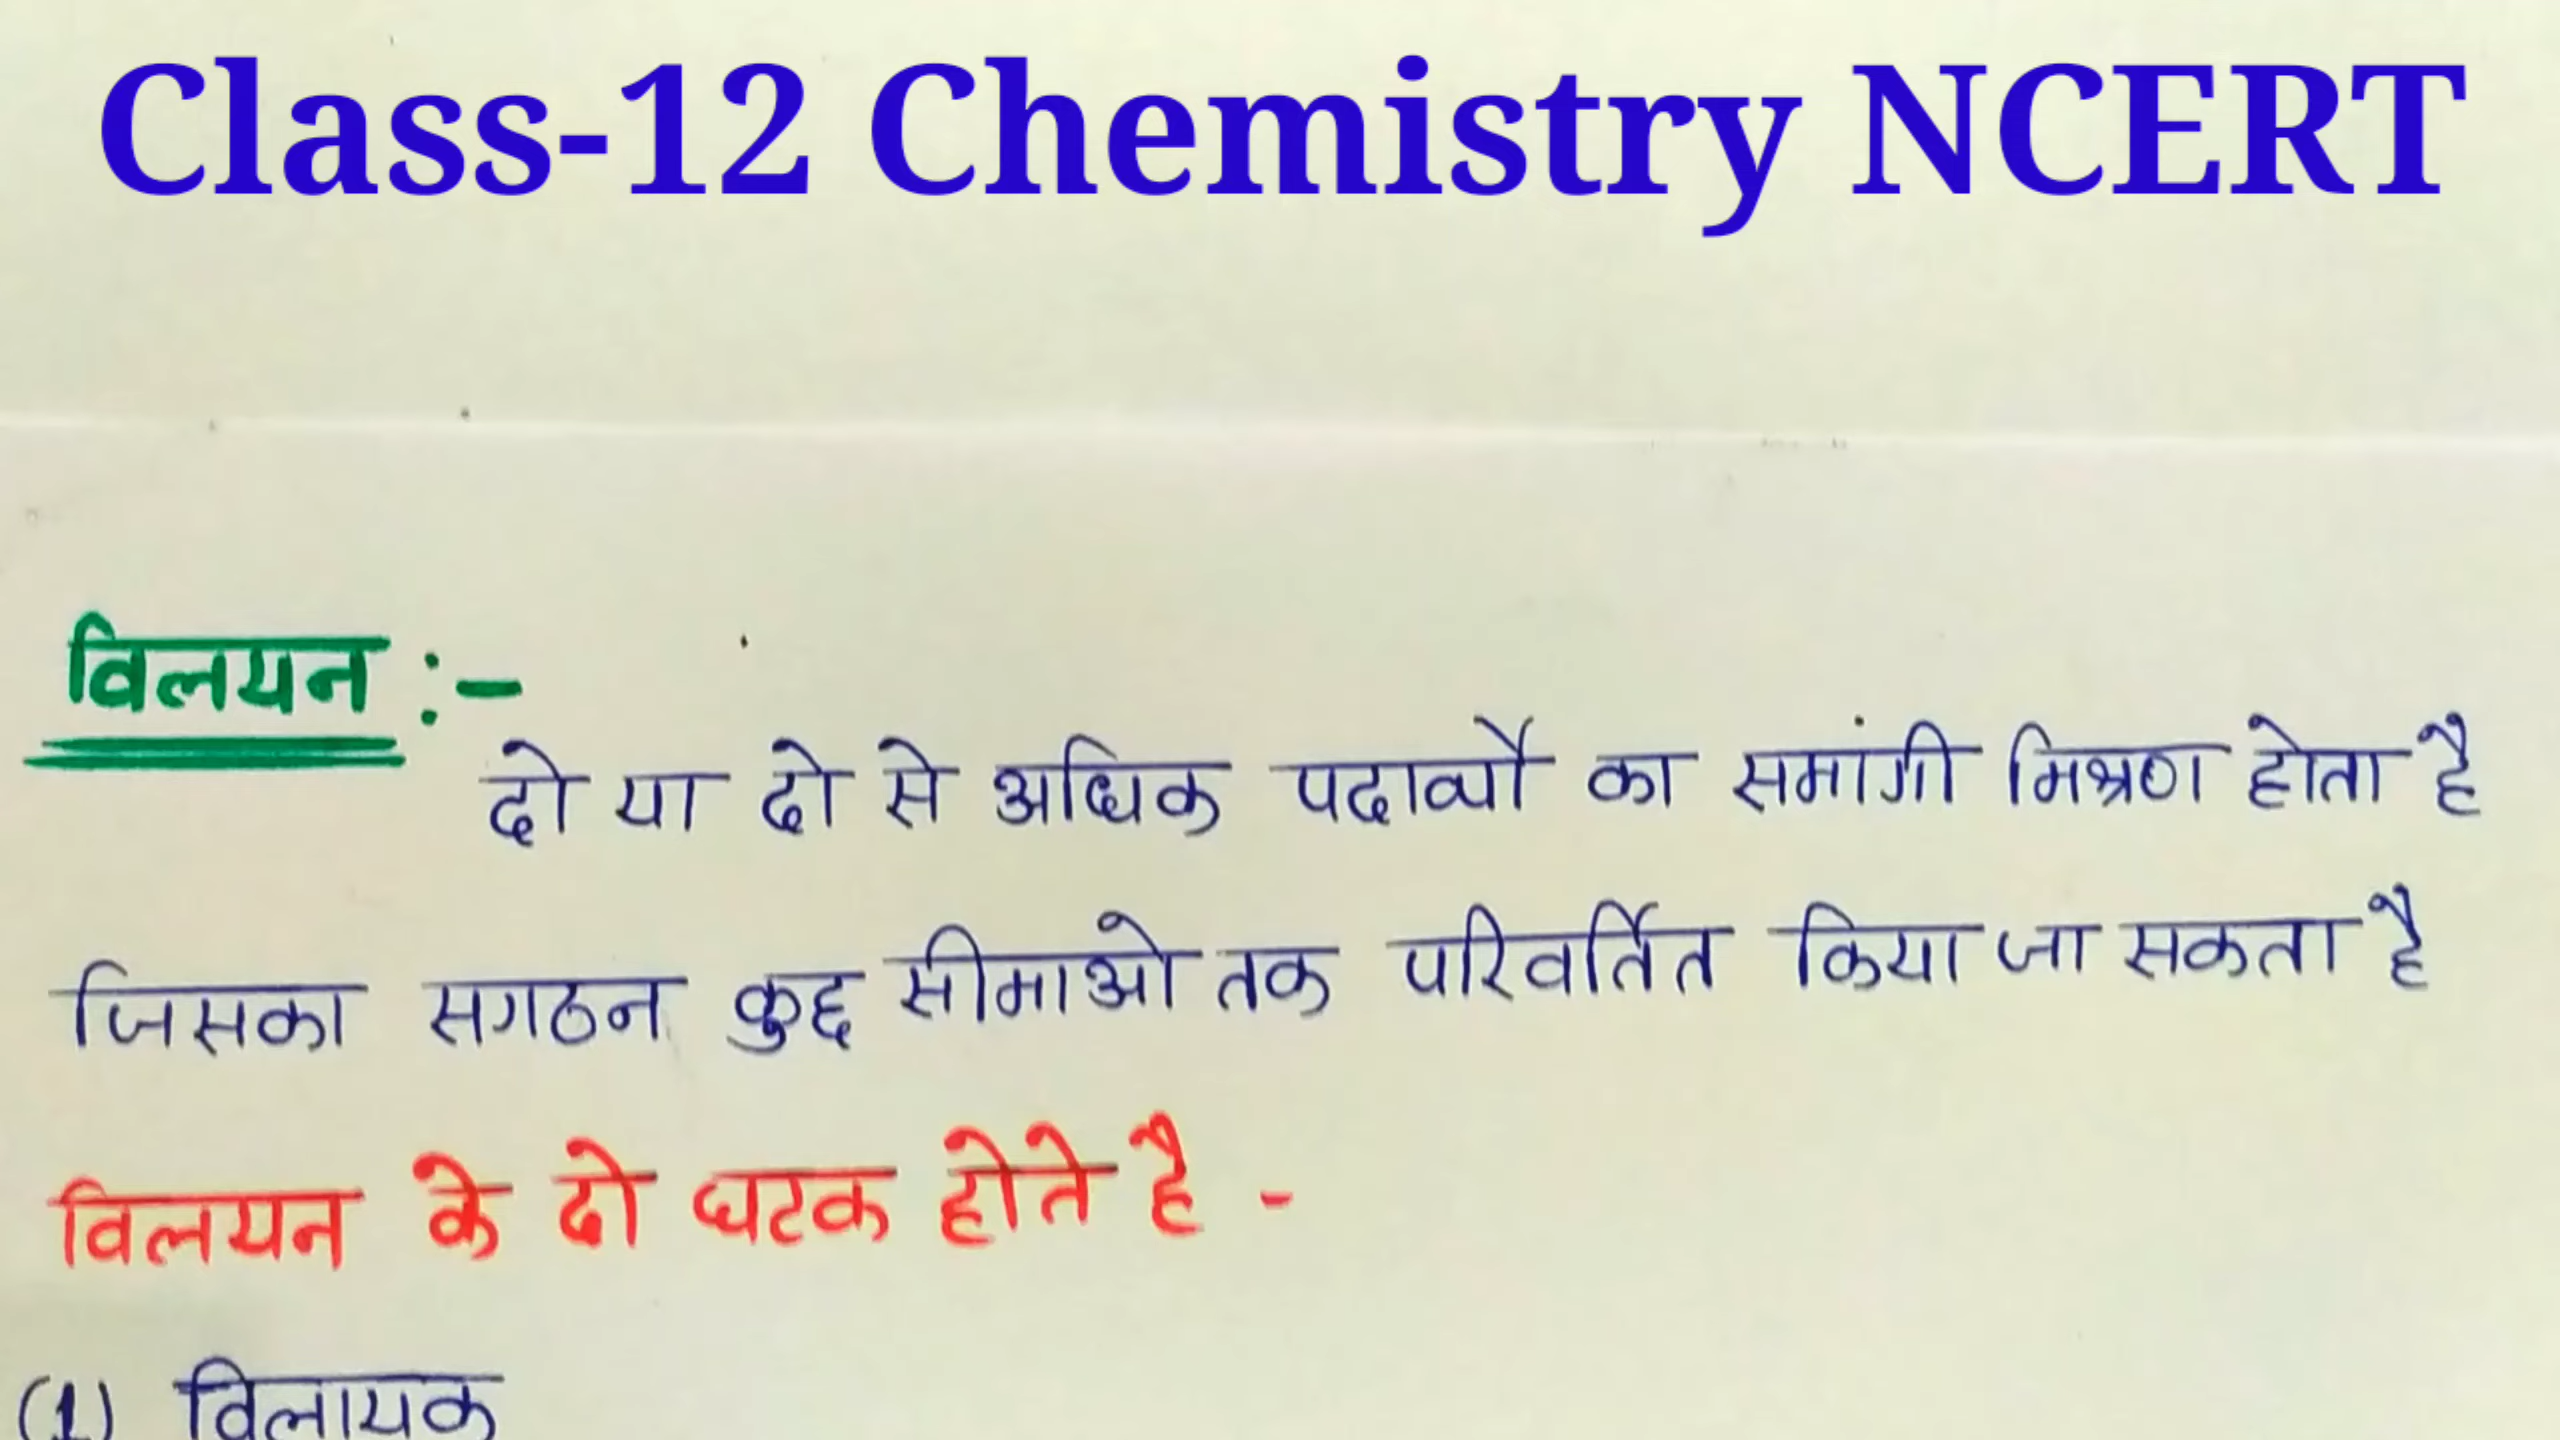 Class-12 Chemistry NCERT
विलयन :-
दो या दो से अधिक पदार्थो का समांगी मिश्रण होता है
जिसका सगठन कुछ सीमाओ तक परिवर्तित किया जा सकता है
विलयन के दो घटक होते है -
(1) विलायक